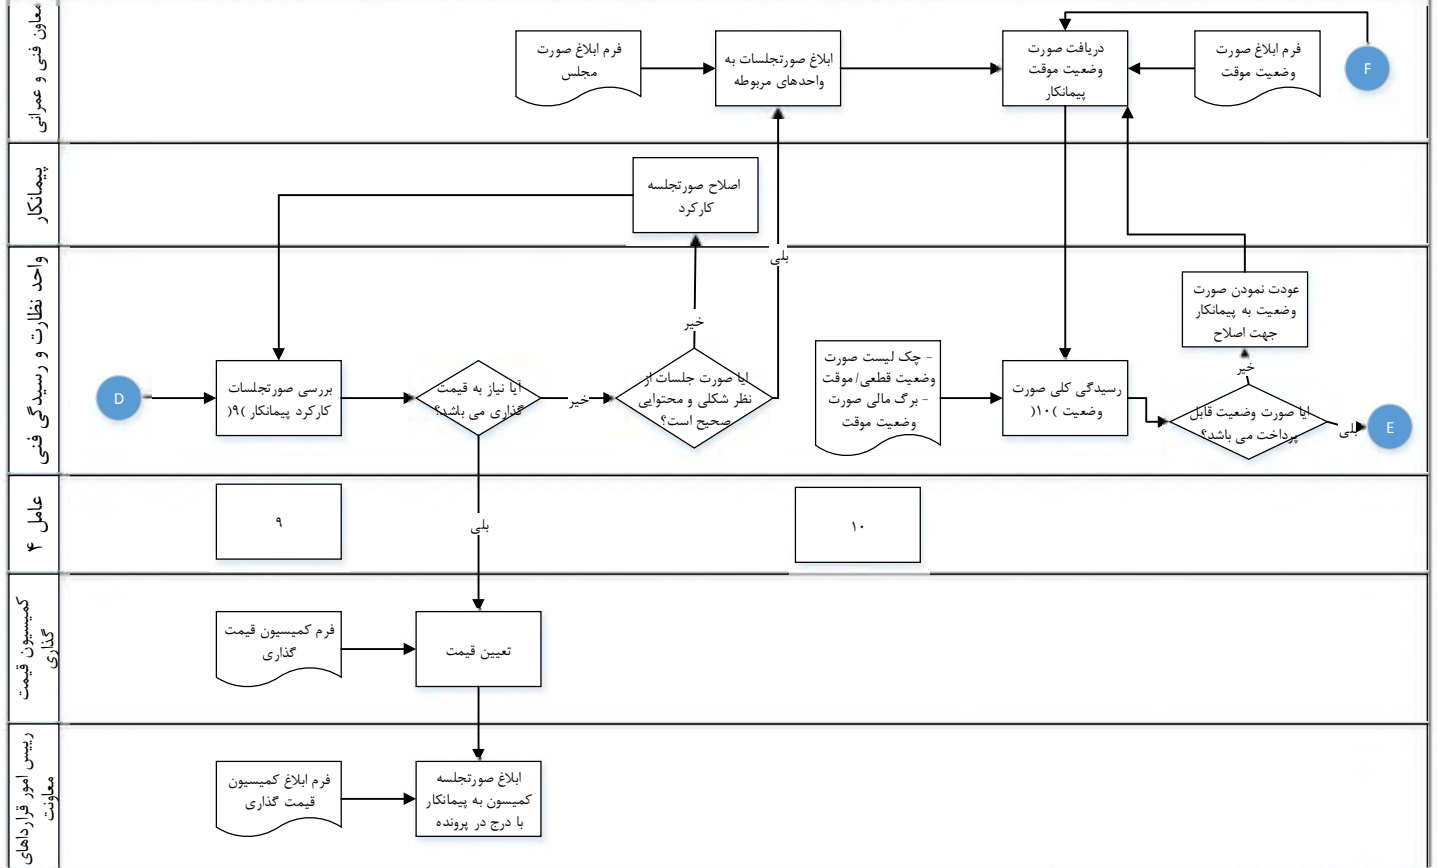 معاون فنی و عمرانی
فرم ابلاغ صورت
مجلس
ابلاغ صورتجلسات به
واحدهای مربوطه
دریافت صورت
وضعیت موقت
پیمانکار
فرم ابلاغ صورت
وضعیت موقت
F
پیمانکار
اصلاح صورتجلسه
کارکرد
واحد نظارت و رسیدگی فنی
D
بررسی صورتجلسات
کارکرد پیمانکار )۹(
آیا نیاز به قیمت
گذاری می باشد؟
خیر
ایا صورت جلسات از
نظر شکلی و محتوایی
صحیح است؟
خیر
بلی
- چک لیست صورت
وضعیت قطعی/موقت
- برگ مالی صورت
وضعیت موقت
رسیدگی کلی صورت
وضعیت )۱۰(
عودت نمودن صورت
وضعیت به پیمانکار
جهت اصلاح
خیر
ایا صورت وضعیت قابل
پرداخت می باشد؟
بلی
E
عامل ۴
۹
بلی
۱۰
کمیسیون قیمت
گذاری
فرم کمیسیون قیمت
گذاری
تعیین قیمت
رییس امور قراردادهای
معاونت
فرم ابلاغ کمیسیون
قیمت گذاری
ابلاغ صورتجلسه
کمیسون به پیمانکار
با درج در پرونده